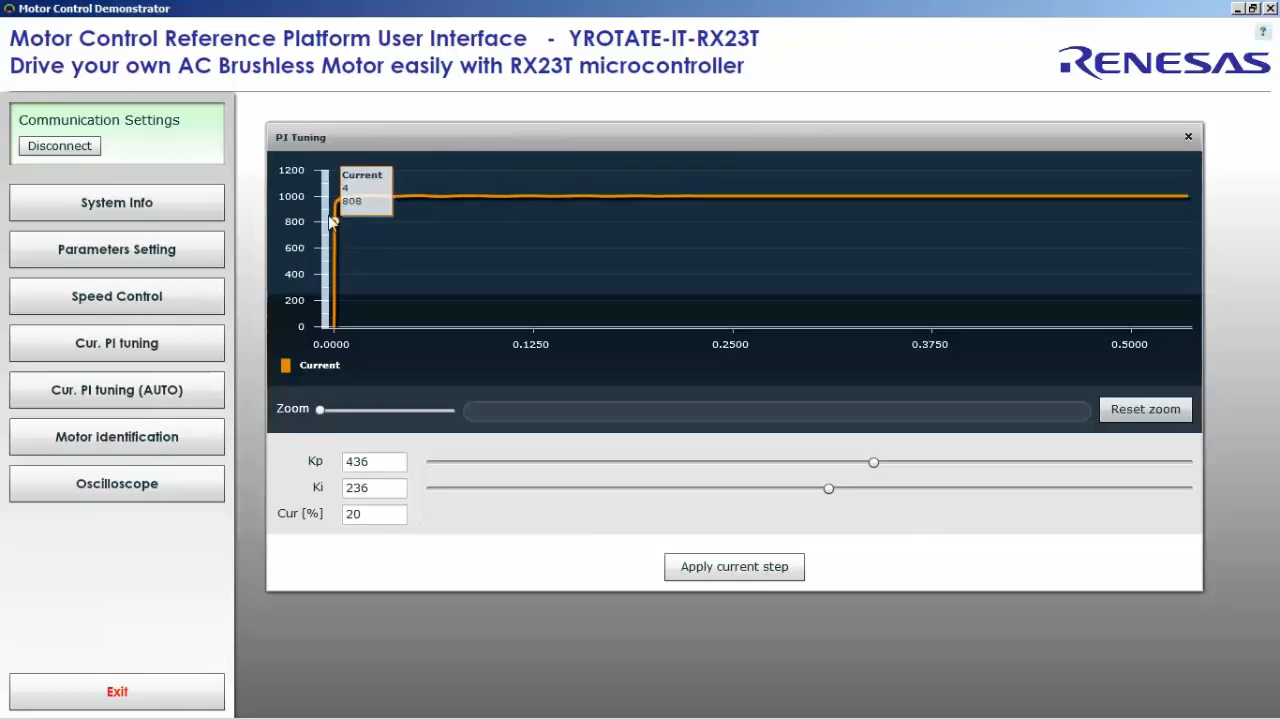 Motor Control Demonstrator
Motor Control Reference Platform User Interface - YROTATE-IT-RX23T
Drive your own AC Brushless Motor easily with RX23T microcontroller
?
RENESAS
Communication Settings
Disconnect
System Info
Parameters Setting
Speed Control
Cur. PI tuning
Cur. PI tuning (AUTO)
Motor Identification
Oscilloscope
Exit
PI Tuning
1200
1000
800
600
400
200
0
Current
4
808
0.0000 0.1250 0.2500 0.3750 0.5000
Current
Zoom
Reset zoom
Kp 436
Ki 236
Cur [%] 20
Apply current step